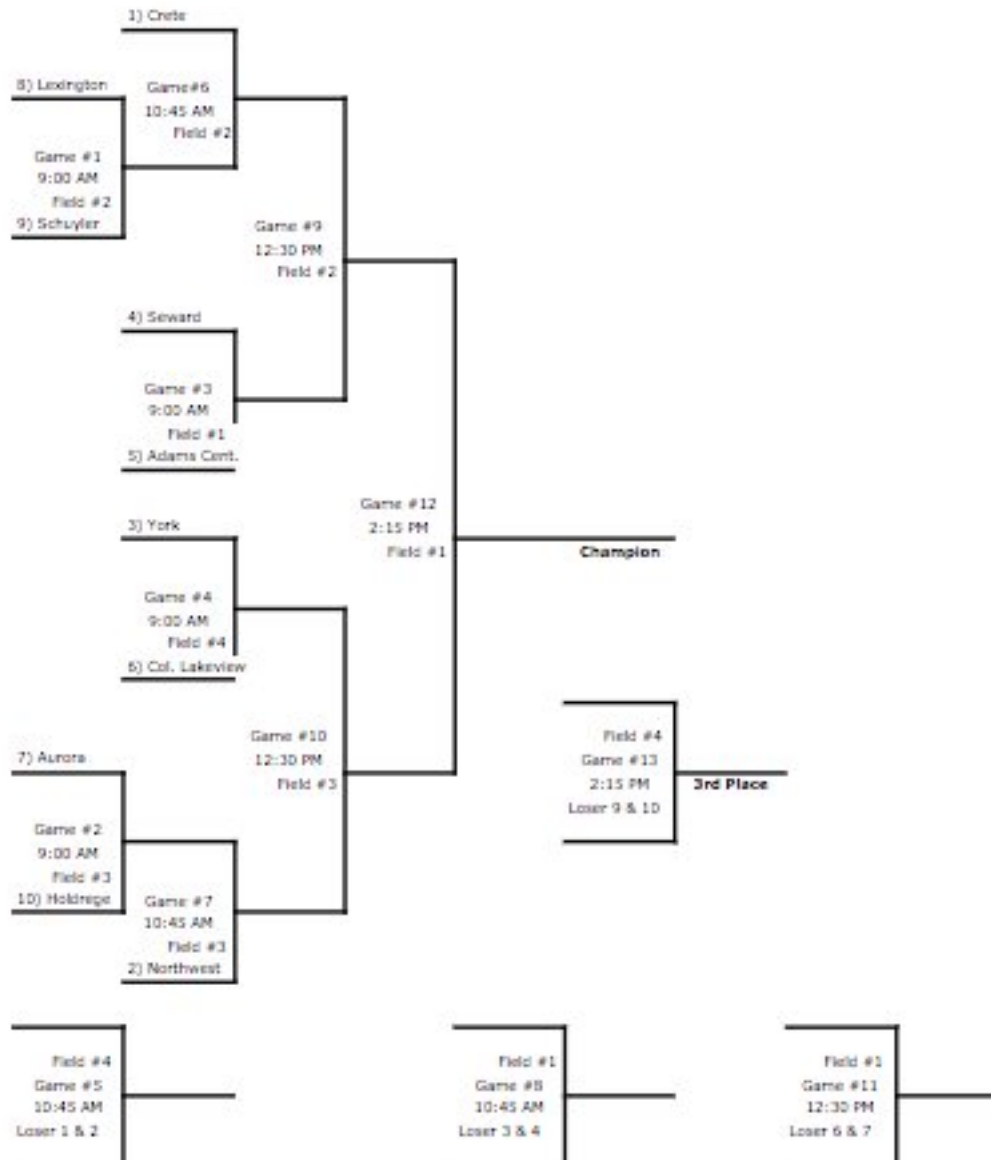 1) Crete
8) Lexington
Game#6
10:45 AM
Field #2
Game #1
9:00 AM
Field #2
9) Schuyler
Game #9
12:30 PM
Field #2
4) Seward
Game #3
9:00 AM
Field #1
5) Adams Cent.
Game #12
2:15 PM
Field #1
Champion
3) York
Game #4
9:00 AM
Field #4
6) Col. Lakeview
Game #10
12:30 PM
Field #3
7) Aurora
Game #2
9:00 AM
Field #3
10) Holdrege
Game #7
10:45 AM
Field #3
2) Northwest
Field #4
Game #13
2:15 PM
Loser 9 & 10
3rd Place
Field #4
Game #5
10:45 AM
Loser 1 & 2
Field #1
Game #8
10:45 AM
Loser 3 & 4
Field #1
Game #11
12:30 PM
Loser 6 & 7